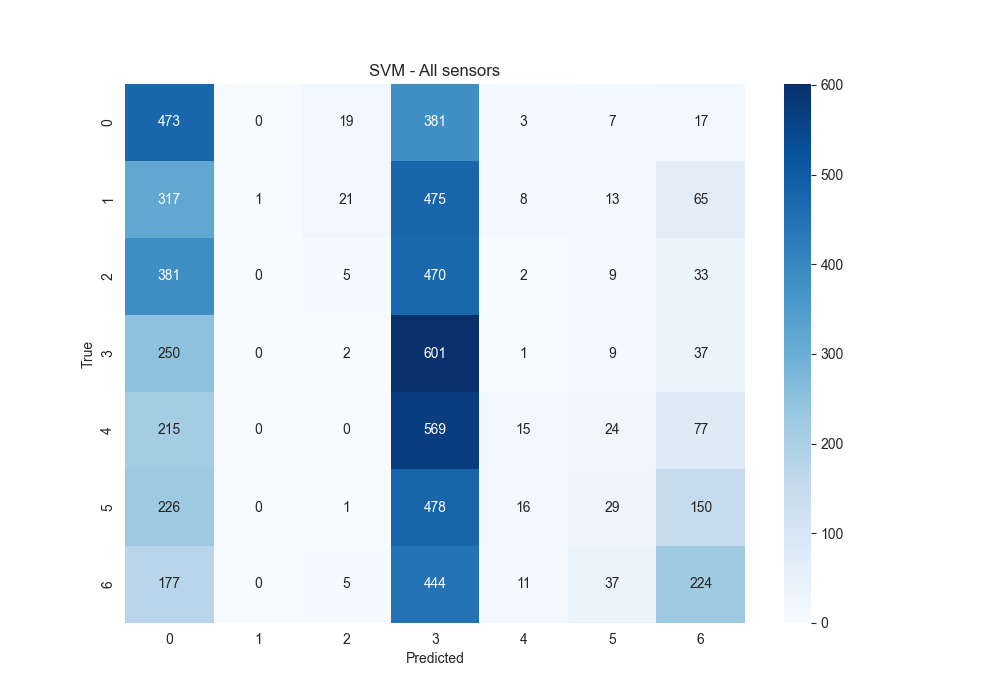 SVM - All sensors
0 473 0 19 381 3 7 17
1 317 1 21 475 8 13 65
2 381 0 5 470 2 9 33
3 250 0 2 601 1 9 37
4 215 0 0 569 15 24 77
5 226 0 1 478 16 29 150
6 177 0 5 444 11 37 224
True
0 1 2 3 4 5 6
Predicted
600
500
400
300
200
100
0